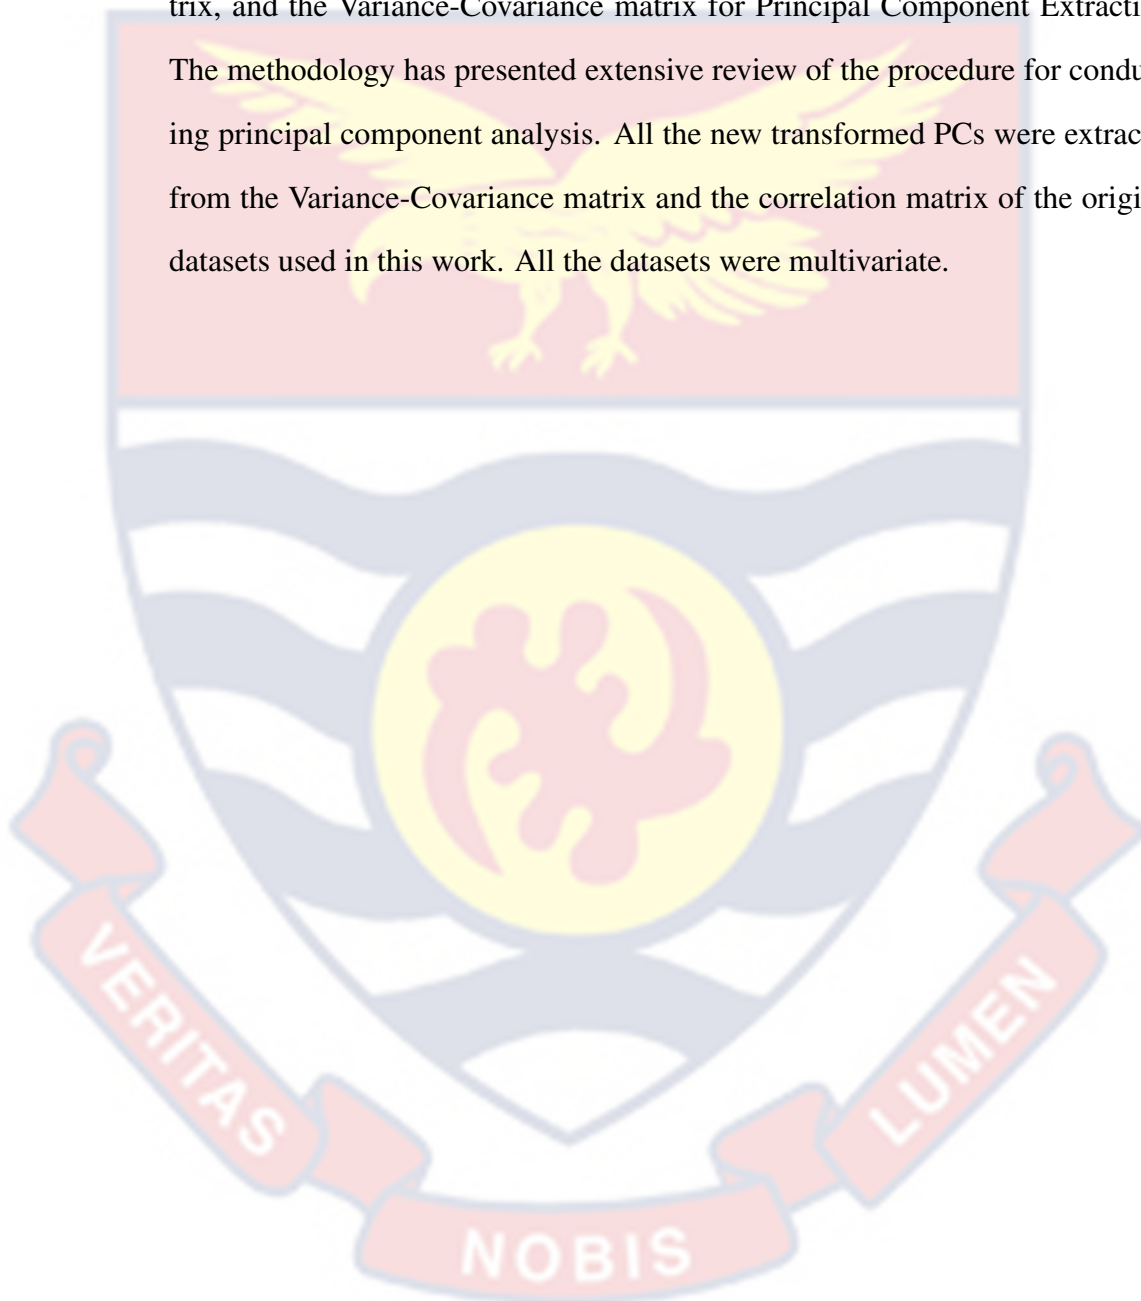 trix, and the Variance-Covariance matrix for Principal Component Extracti
The methodology has presented extensive review of the procedure for condu
ing principal component analysis. All the new transformed PCs were extrac
from the Variance-Covariance matrix and the correlation matrix of the origi
datasets used in this work. All the datasets were multivariate.
VERITAS
NOBIS
LUMEN